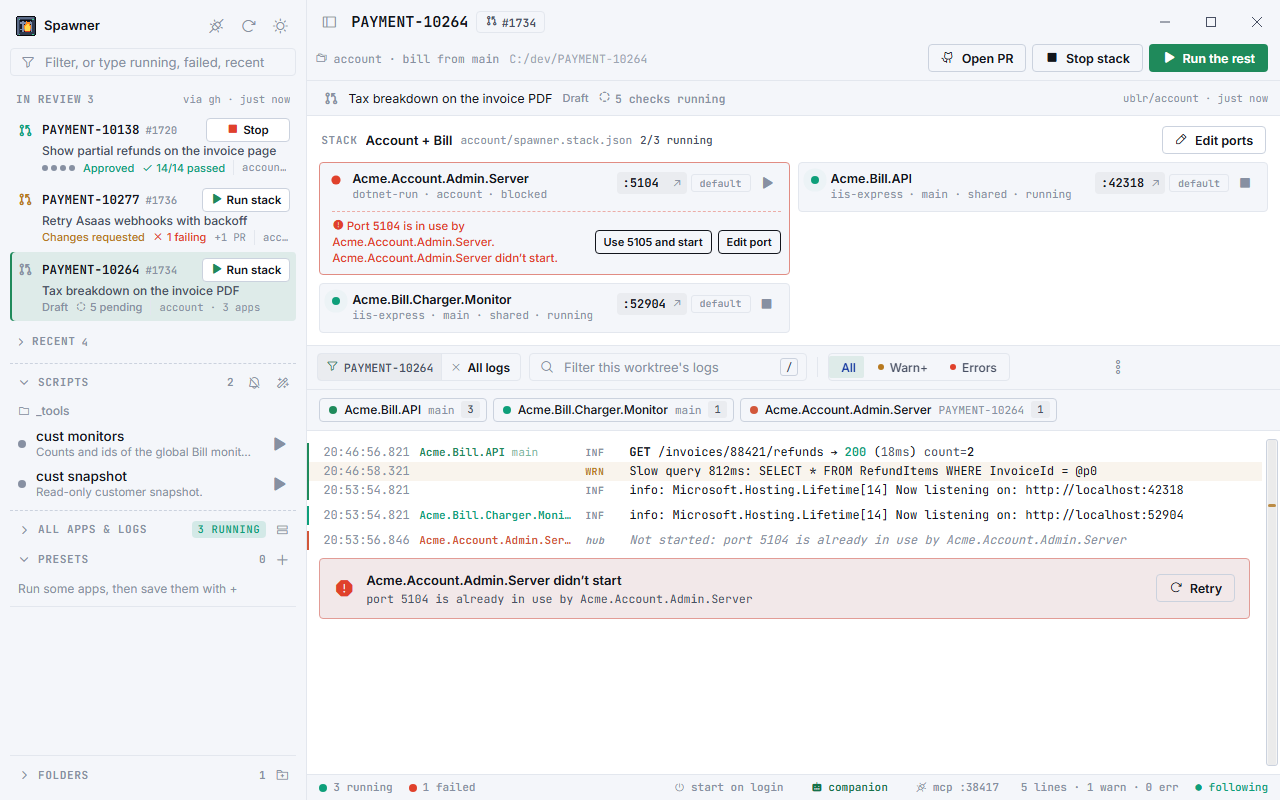 Spawner
Filter, or type running, failed, recent
IN REVIEW 3
via gh · just now
PAYMENT-10138 #1720
Stop
Show partial refunds on the invoice page
Approved 14/14 passed accoun…
PAYMENT-10277 #1736
Run stack
Retry Asaas webhooks with backoff
Changes requested 1 failing +1 PR acc…
PAYMENT-10264 #1734
Run stack
Tax breakdown on the invoice PDF
Draft 5 pending account · 3 apps
RECENT 4
SCRIPTS 2
_tools
cust monitors
Counts and ids of the global Bill monit…
cust snapshot
Read-only customer snapshot.
ALL APPS & LOGS 3 RUNNING
PRESETS 0
Run some apps, then save them with +
FOLDERS 1
PAYMENT-10264 #1734
account · bill from main C:/dev/PAYMENT-10264
Open PR
Stop stack
Run the rest
Tax breakdown on the invoice PDF Draft 5 checks running
ublr/account · just now
STACK Account + Bill account/spawner.stack.json 2/3 running
Edit ports
Acme.Account.Admin.Server
dotnet-run · account · blocked
:5104
default
Port 5104 is in use by
Acme.Account.Admin.Server.
Acme.Account.Admin.Server didn't start.
Use 5105 and start
Edit port
Acme.Bill.API
iis-express · main · shared · running
:42318
default
Acme.Bill.Charger.Monitor
iis-express · main · shared · running
:52904
default
PAYMENT-10264
All logs
Filter this worktree's logs /
All
Warn+
Errors
Acme.Bill.API main 3
Acme.Bill.Charger.Monitor main 1
Acme.Account.Admin.Server PAYMENT-10264 1
20:46:56.821 Acme.Bill.API main INF GET /invoices/88421/refunds → 200 (18ms) count=2
20:46:58.321 WRN Slow query 812ms: SELECT * FROM RefundItems WHERE InvoiceId = @p0
20:53:54.821 INF info: Microsoft.Hosting.Lifetime[14] Now listening on: http://localhost:42318
20:53:54.821 Acme.Bill.Charger.Moni… INF info: Microsoft.Hosting.Lifetime[14] Now listening on: http://localhost:52904
20:53:56.846 Acme.Account.Admin.Ser… hub Not started: port 5104 is already in use by Acme.Account.Admin.Server
Acme.Account.Admin.Server didn't start
port 5104 is already in use by Acme.Account.Admin.Server
Retry
3 running
1 failed
start on login
companion
mcp :38417
5 lines · 1 warn · 0 err
following